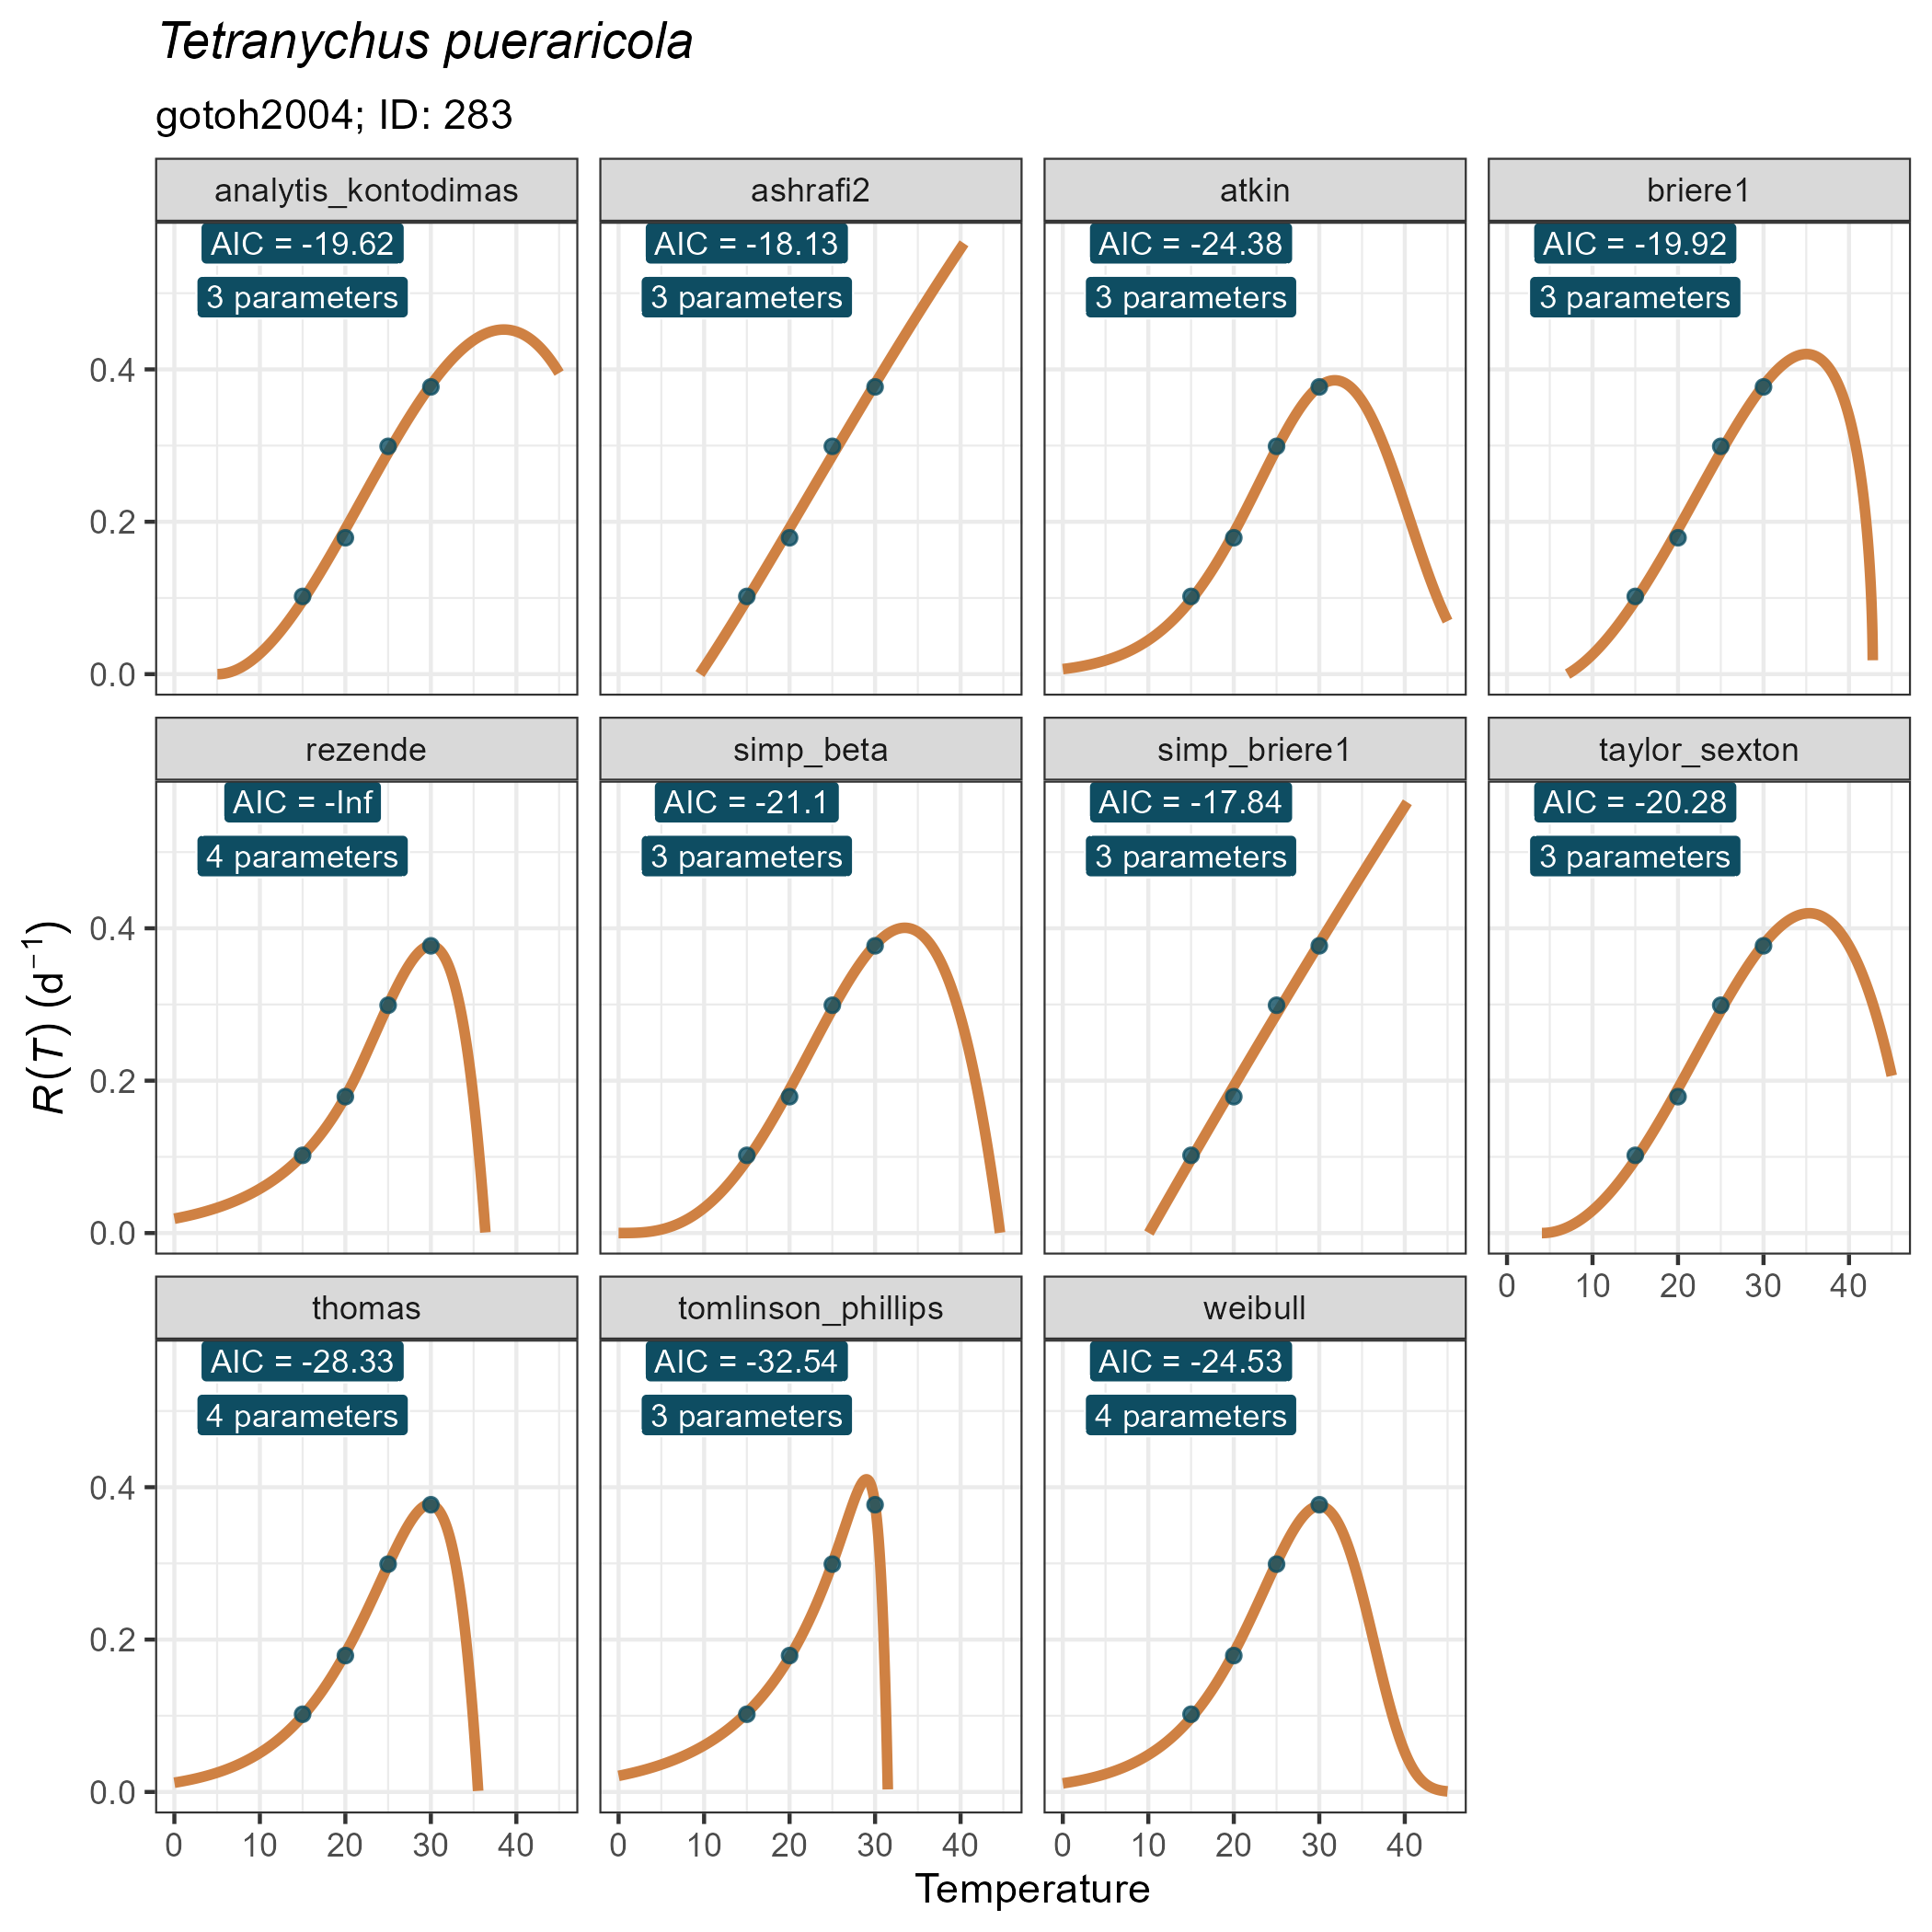 Tetranychus pueraricola
gotoh2004; ID: 283
analytis_kontodimas
ashrafi2
atkin
briere1
AIC = -19.62
AIC = -18.13
AIC = -24.38
AIC = -19.92
3 parameters
3 parameters
3 parameters
3 parameters
0.4
0.2
0.0
rezende
simp_beta
simp_briere1
taylor_sexton
AIC = -Inf
AIC = -21.1
AIC = -17.84
AIC = -20.28
4 parameters
3 parameters
3 parameters
3 parameters
0.4
0.2
0.0
0 10 20 30 40
R(T) (d⁻¹)
thomas
tomlinson_phillips
weibull
AIC = -28.33
AIC = -32.54
AIC = -24.53
4 parameters
3 parameters
4 parameters
0.4
0.2
0.0
0 10 20 30 40
0 10 20 30 40
0 10 20 30 40
Temperature